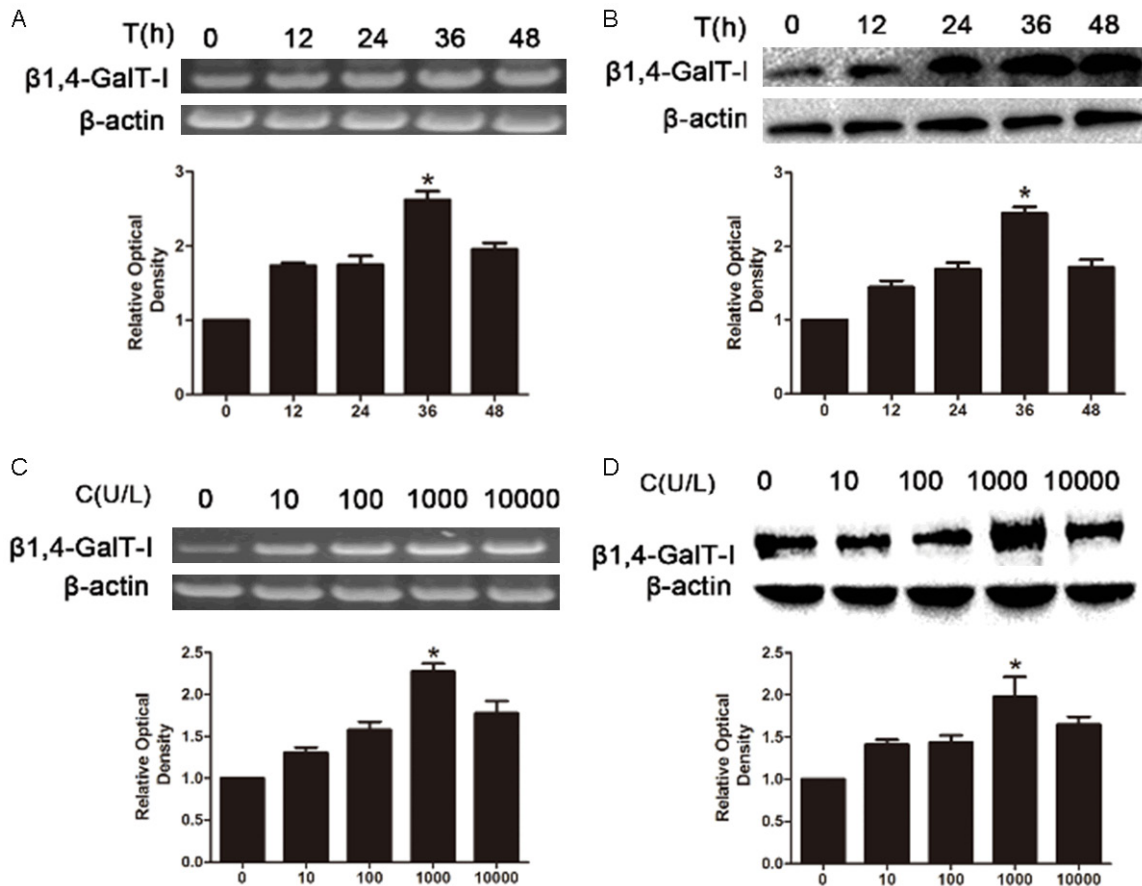 A
T(h) 0 12 24 36 48
β1,4-GalT-I
β-actin
Relative Optical
Density
3
2
1
0
*
0 12 24 36 48
B
T(h) 0 12 24 36 48
β1,4-GalT-I
β-actin
Relative Optical
Density
3
2
1
0
*
0 12 24 36 48
C
C(U/L) 0 10 100 1000 10000
β1,4-GalT-I
β-actin
Relative Optical
Density
2.5
2.0
1.5
1.0
0.5
0.0
*
0 10 100 1000 10000
D
C(U/L) 0 10 100 1000 10000
β1,4-GalT-I
β-actin
Relative Optical
Density
2.5
2.0
1.5
1.0
0.5
0.0
*
0 10 100 1000 10000